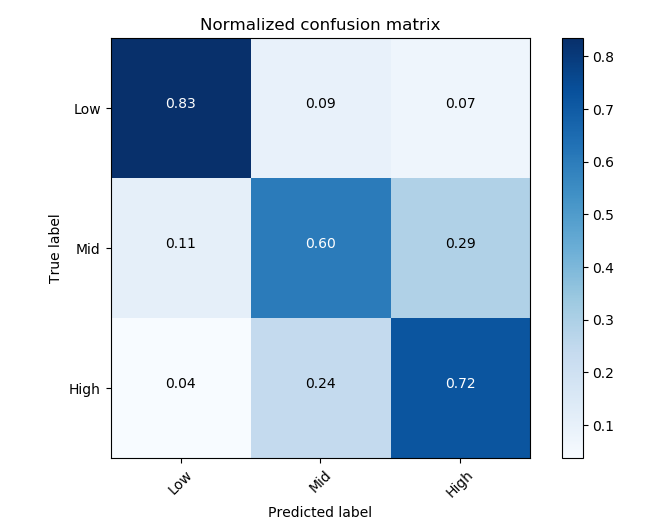 Normalized confusion matrix
Low 0.83 0.09 0.07
Mid 0.11 0.60 0.29
High 0.04 0.24 0.72
Low Mid High
True label
Predicted label
0.8
0.7
0.6
0.5
0.4
0.3
0.2
0.1